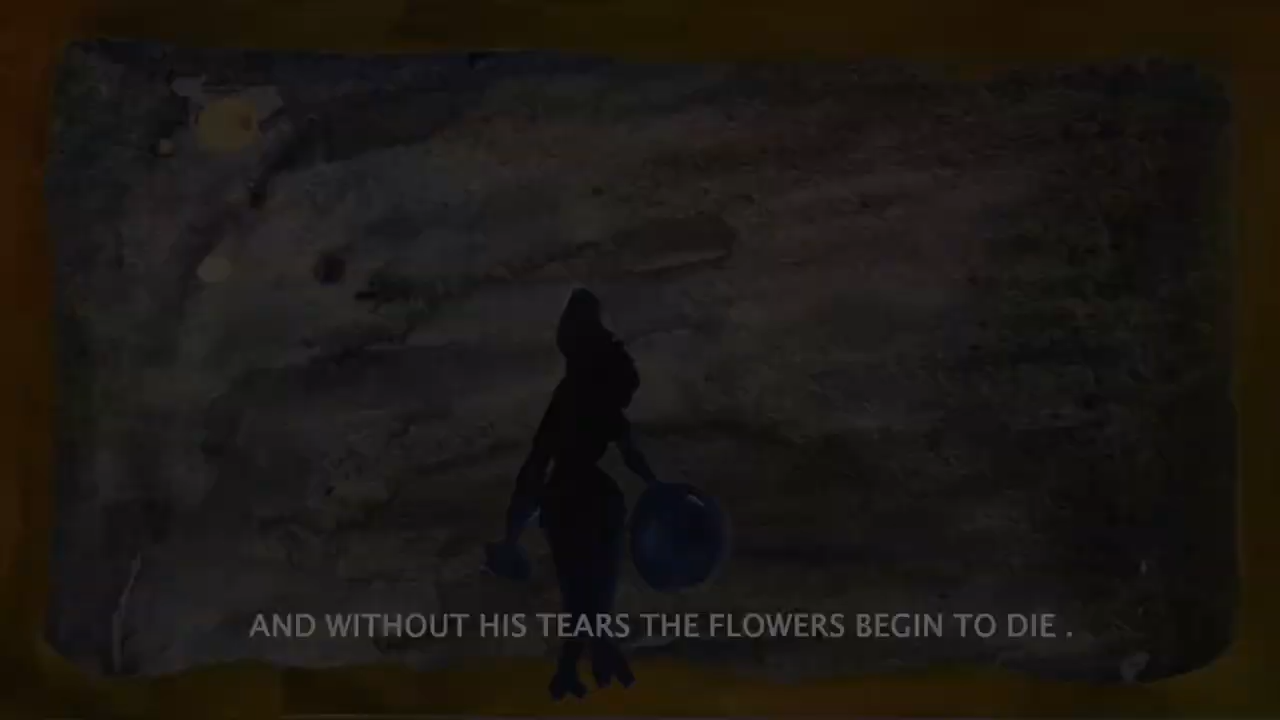 AND WITHOUT HIS TEARS THE FLOWERS BEGIN TO DIE .